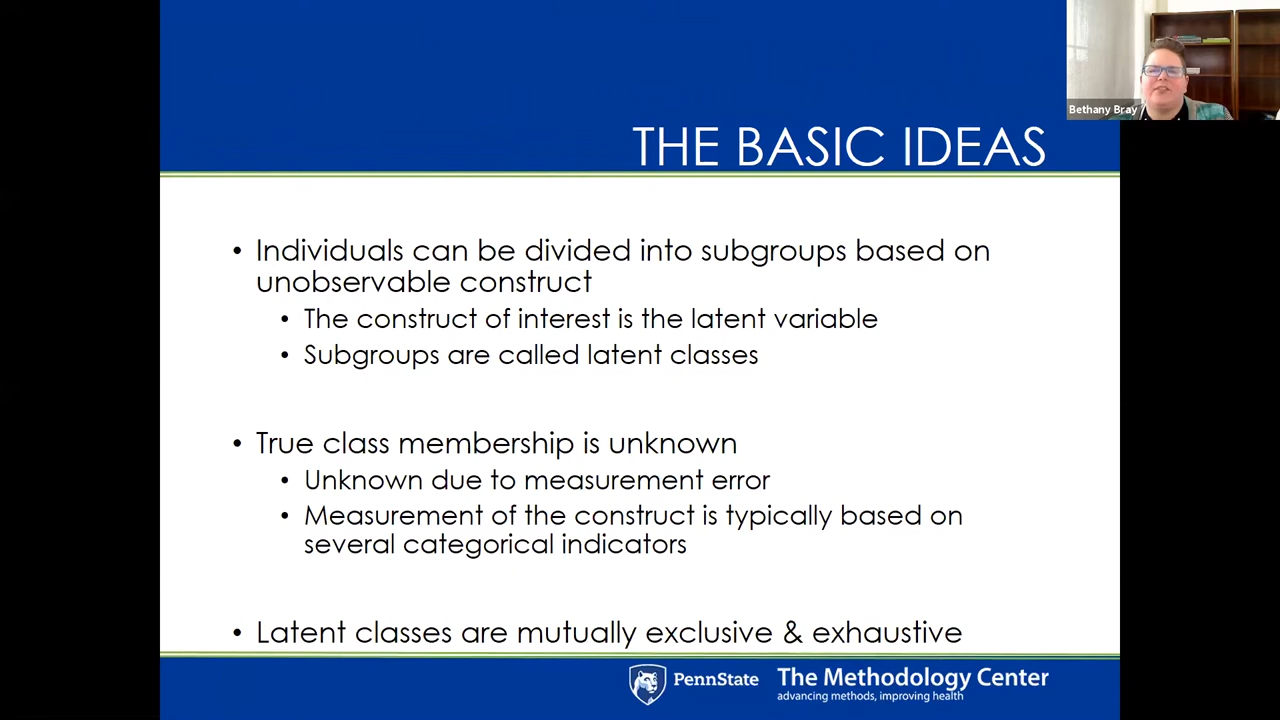 Bethany Bray
THE BASIC IDEAS
• Individuals can be divided into subgroups based on
unobservable construct
• The construct of interest is the latent variable
• Subgroups are called latent classes
• True class membership is unknown
• Unknown due to measurement error
• Measurement of the construct is typically based on
several categorical indicators
• Latent classes are mutually exclusive & exhaustive
PennState
The Methodology Center
advancing methods, improving health